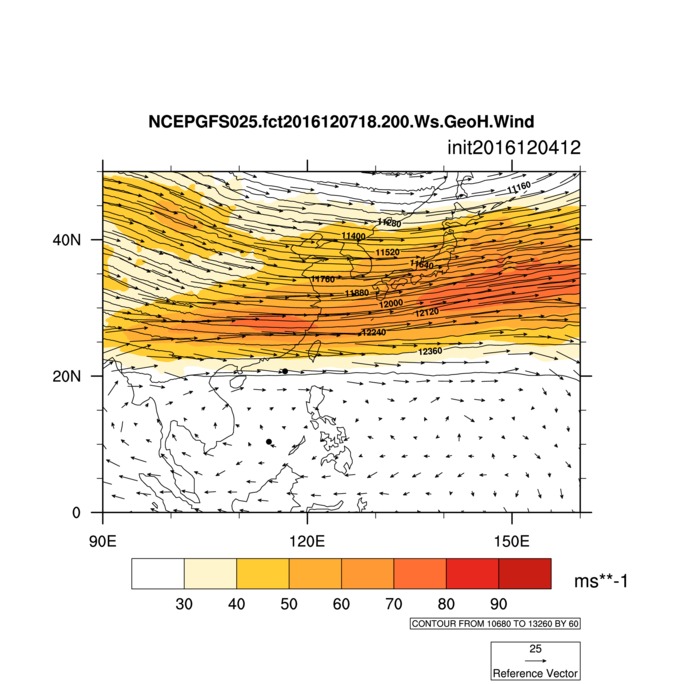 NCEPGFS025.fct2016120718.200.Ws.GeoH.Wind
init2016120412
11160
11280
11400
40N
11520
11640
11760
11880
12000
12120
12240
12360
20N
0
90E 120E 150E
ms**-1
30 40 50 60 70 80 90
CONTOUR FROM 10680 TO 13260 BY 60
25
Reference Vector